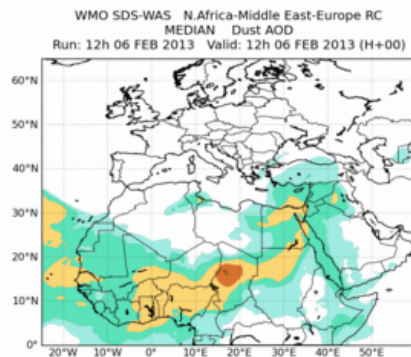 WMO SDS-WAS N.Africa-Middle East-Europe RC
MEDIAN Dust AOD
Run: 12h 06 FEB 2013 Valid: 12h 06 FEB 2013 (H+00)
60°N
50°N
40°N
30°N
20°N
10°N
0°
20°W 10°W 0° 10°E 20°E 30°E 40°E 50°E